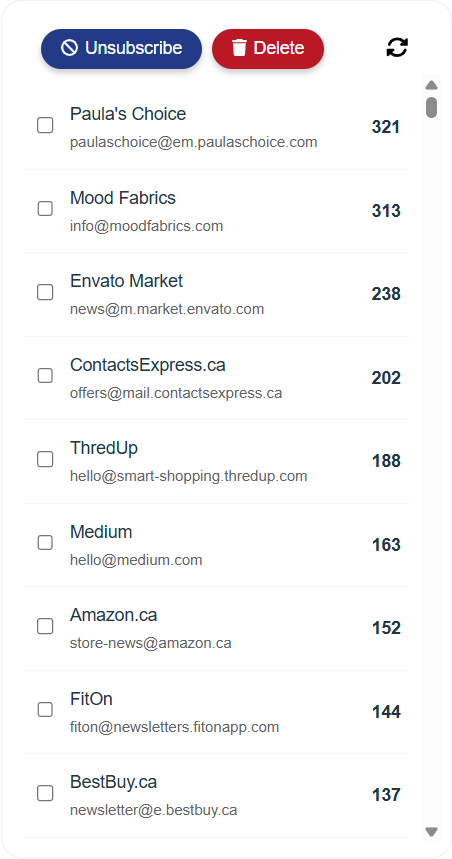 Unsubscribe
Delete
Paula's Choice
paulaschoice@em.paulaschoice.com
321
Mood Fabrics
info@moodfabrics.com
313
Envato Market
news@m.market.envato.com
238
ContactsExpress.ca
offers@mail.contactsexpress.ca
202
ThredUp
hello@smart-shopping.thredup.com
188
Medium
hello@medium.com
163
Amazon.ca
store-news@amazon.ca
152
FitOn
fiton@newsletters.fitonapp.com
144
BestBuy.ca
newsletter@e.bestbuy.ca
137